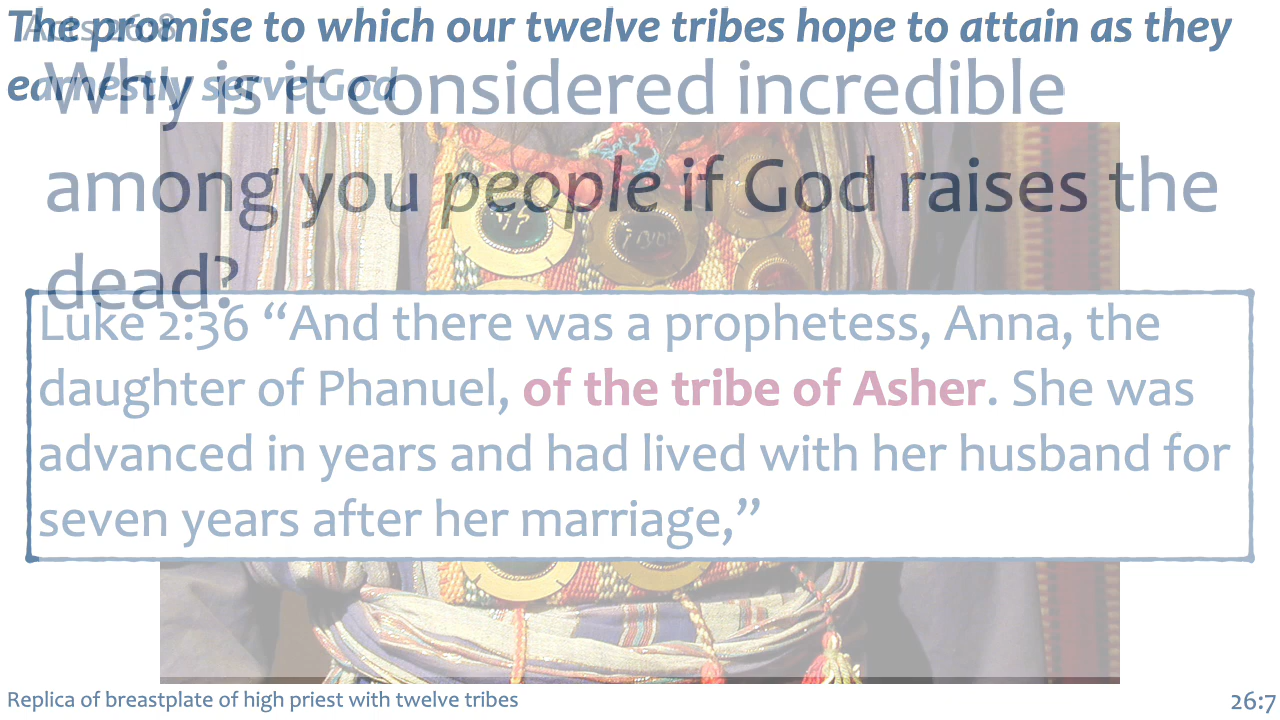 The promise to which our twelve tribes hope to attain as they
earnestly serve God
Acts 26:8
Why is it considered incredible
among you people if God raises the
dead?
Luke 2:36 “And there was a prophetess, Anna, the
daughter of Phanuel, of the tribe of Asher. She was
advanced in years and had lived with her husband for
seven years after her marriage,”
Replica of breastplate of high priest with twelve tribes
26:7